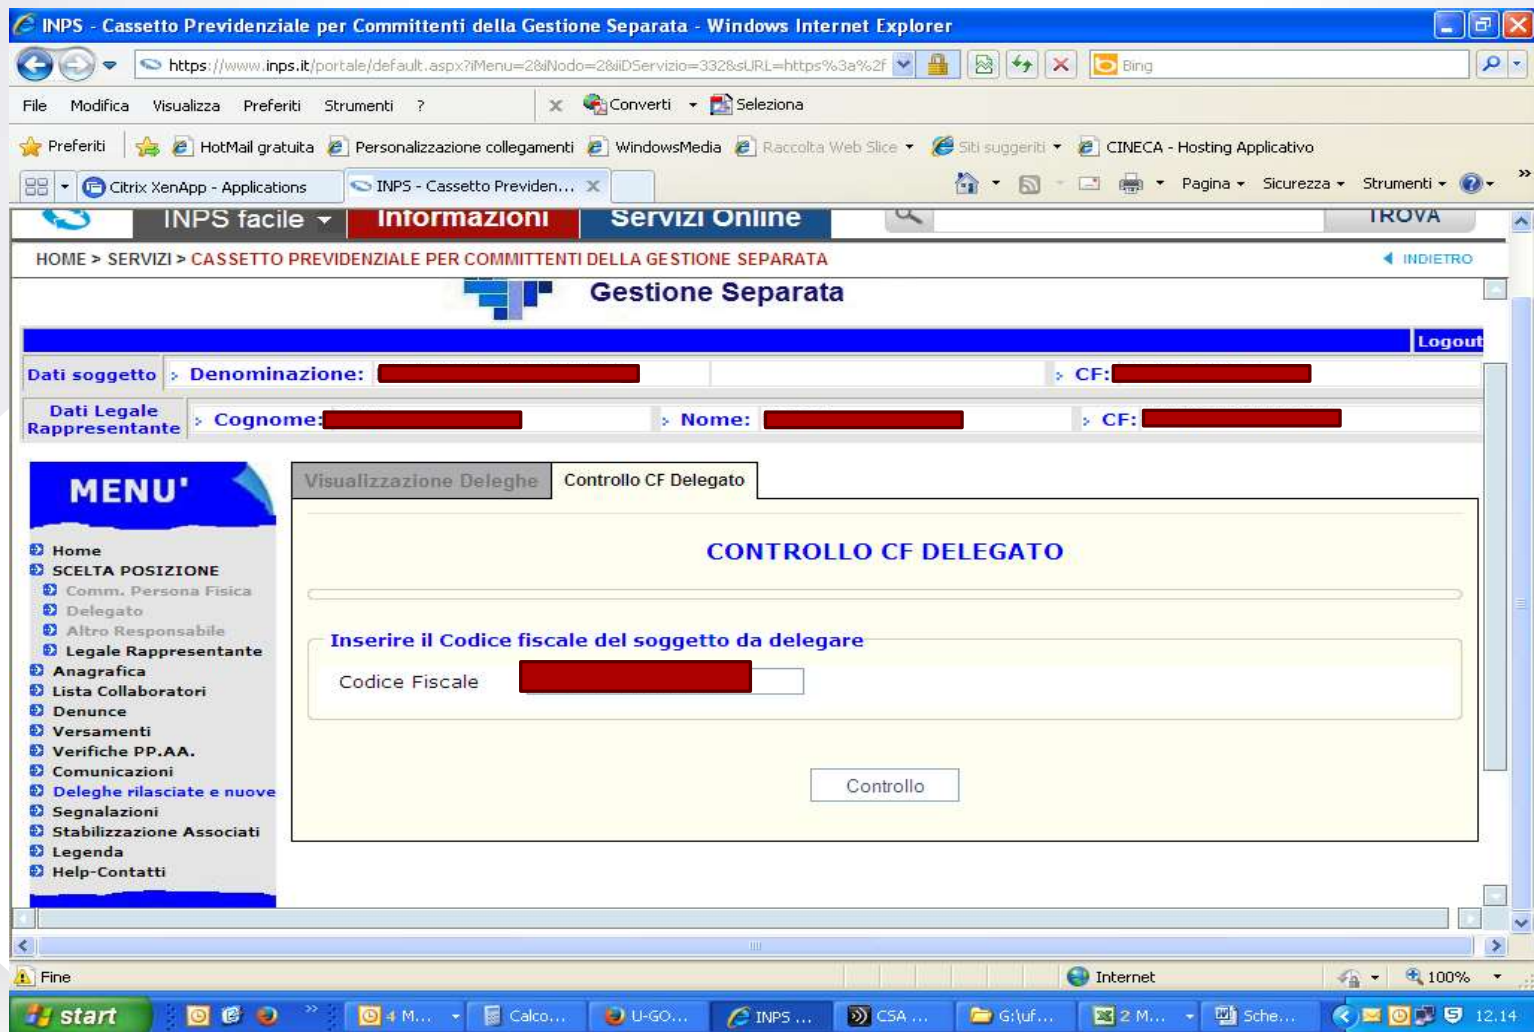 INPS - Cassetto Previdenziale per Committenti della Gestione Separata - Windows Internet Explorer
https://www.inps.it/portale/default.aspx?iMenu=2&iNodo=2&iIDServizio=332&sURL=https%3a%2f
Bing
File Modifica Visualizza Preferiti Strumenti ? x Converti Seleziona
Preferiti HotMail gratuita Personalizzazione collegamenti WindowsMedia Raccolta Web Slice Siti suggeriti CINECA - Hosting Applicativo
Citrix XenApp - Applications INPS - Cassetto Previden... Pagina Sicurezza Strumenti »
INPS facile Informazioni Servizi Online TROVA
HOME > SERVIZI > CASSETTO PREVIDENZIALE PER COMMITTENTI DELLA GESTIONE SEPARATA INDIETRO
Gestione Separata
Logout
Dati soggetto Denominazione: CF:
Dati Legale Rappresentante Cognome: Nome: CF:
MENU'
Visualizzazione Deleghe Controllo CF Delegato
Home
SCELTA POSIZIONE
Comm. Persona Fisica
Delegato
Altro Responsabile
Legale Rappresentante
Anagrafica
Lista Collaboratori
Denunce
Versamenti
Verifiche PP.AA.
Comunicazioni
Deleghe rilasciate e nuove
Segnalazioni
Stabilizzazione Associati
Legenda
Help-Contatti
CONTROLLO CF DELEGATO
Inserire il Codice fiscale del soggetto da delegare
Codice Fiscale
Controllo
Fine Internet 100%
start » 4 M... Calco... U-GO... INPS ... CSA ... G:\uf... 2 M... Sche... 12.14